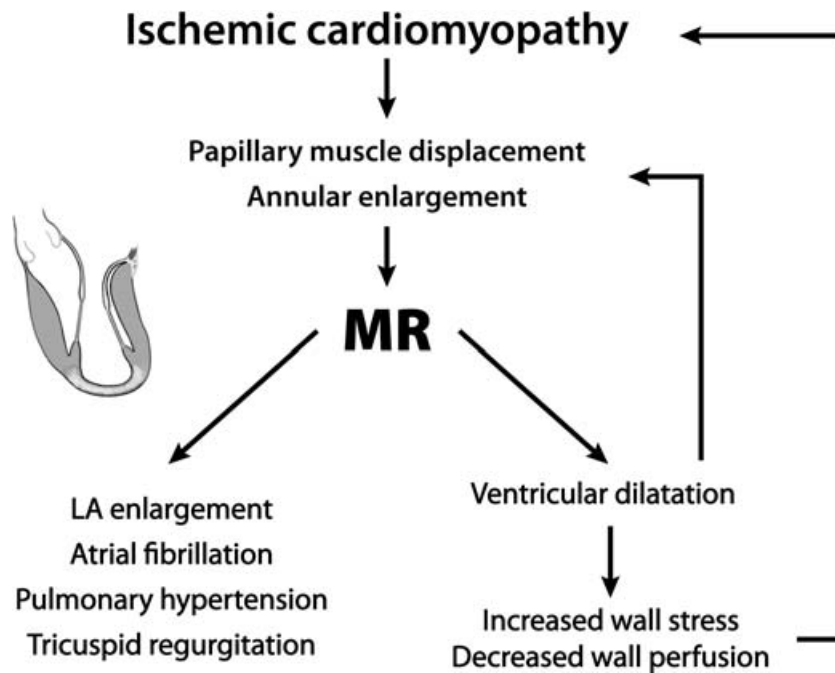 Ischemic cardiomyopathy
Papillary muscle displacement
Annular enlargement
MR
LA enlargement
Atrial fibrillation
Pulmonary hypertension
Tricuspid regurgitation
Ventricular dilatation
Increased wall stress
Decreased wall perfusion